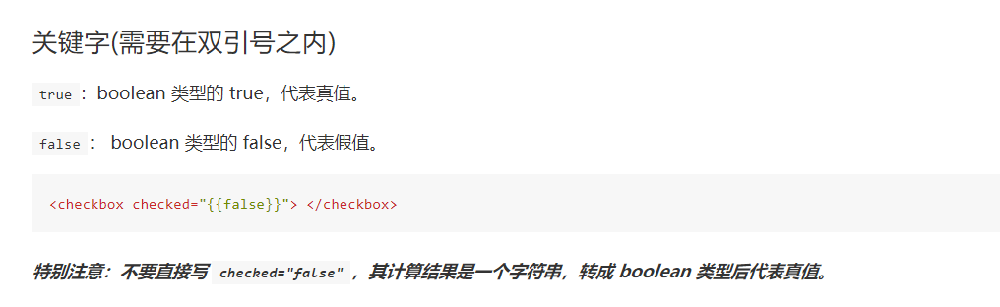 关键字(需要在双引号之内)
true：boolean 类型的 true，代表真值。
false： boolean 类型的 false，代表假值。
<checkbox checked="{{false}}"> </checkbox>
特别注意：不要直接写 checked="false"，其计算结果是一个字符串，转成 boolean 类型后代表真值。